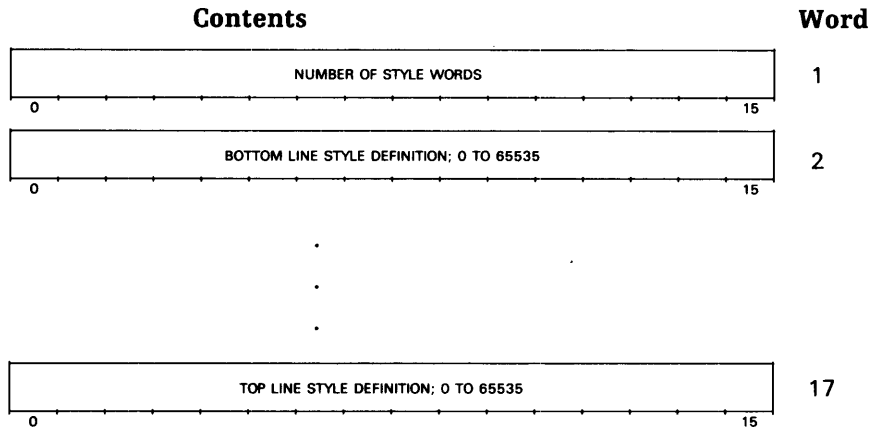 Contents Word
NUMBER OF STYLE WORDS 1
0 15
BOTTOM LINE STYLE DEFINITION; 0 TO 65535 2
0 15
TOP LINE STYLE DEFINITION; 0 TO 65535 17
0 15